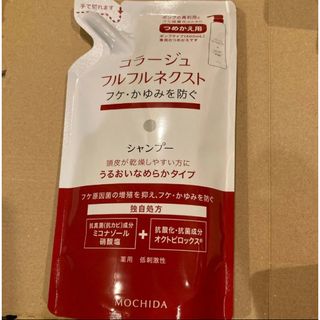 手で切れます
つめかえ用
コラージュ
フルフルネクスト
フケ・かゆみを防ぐ
シャンプー
頭皮が乾燥しやすい方に
うるおいなめらかタイプ
フケ原因菌の増殖を抑え、フケ・かゆみを防ぐ
独自処方
抗真菌(抗カビ)成分
ミコナゾール
硝酸塩
+
抗酸化・抗菌成分
オクトピロックス®
薬用 低刺激性
MOCHIDA